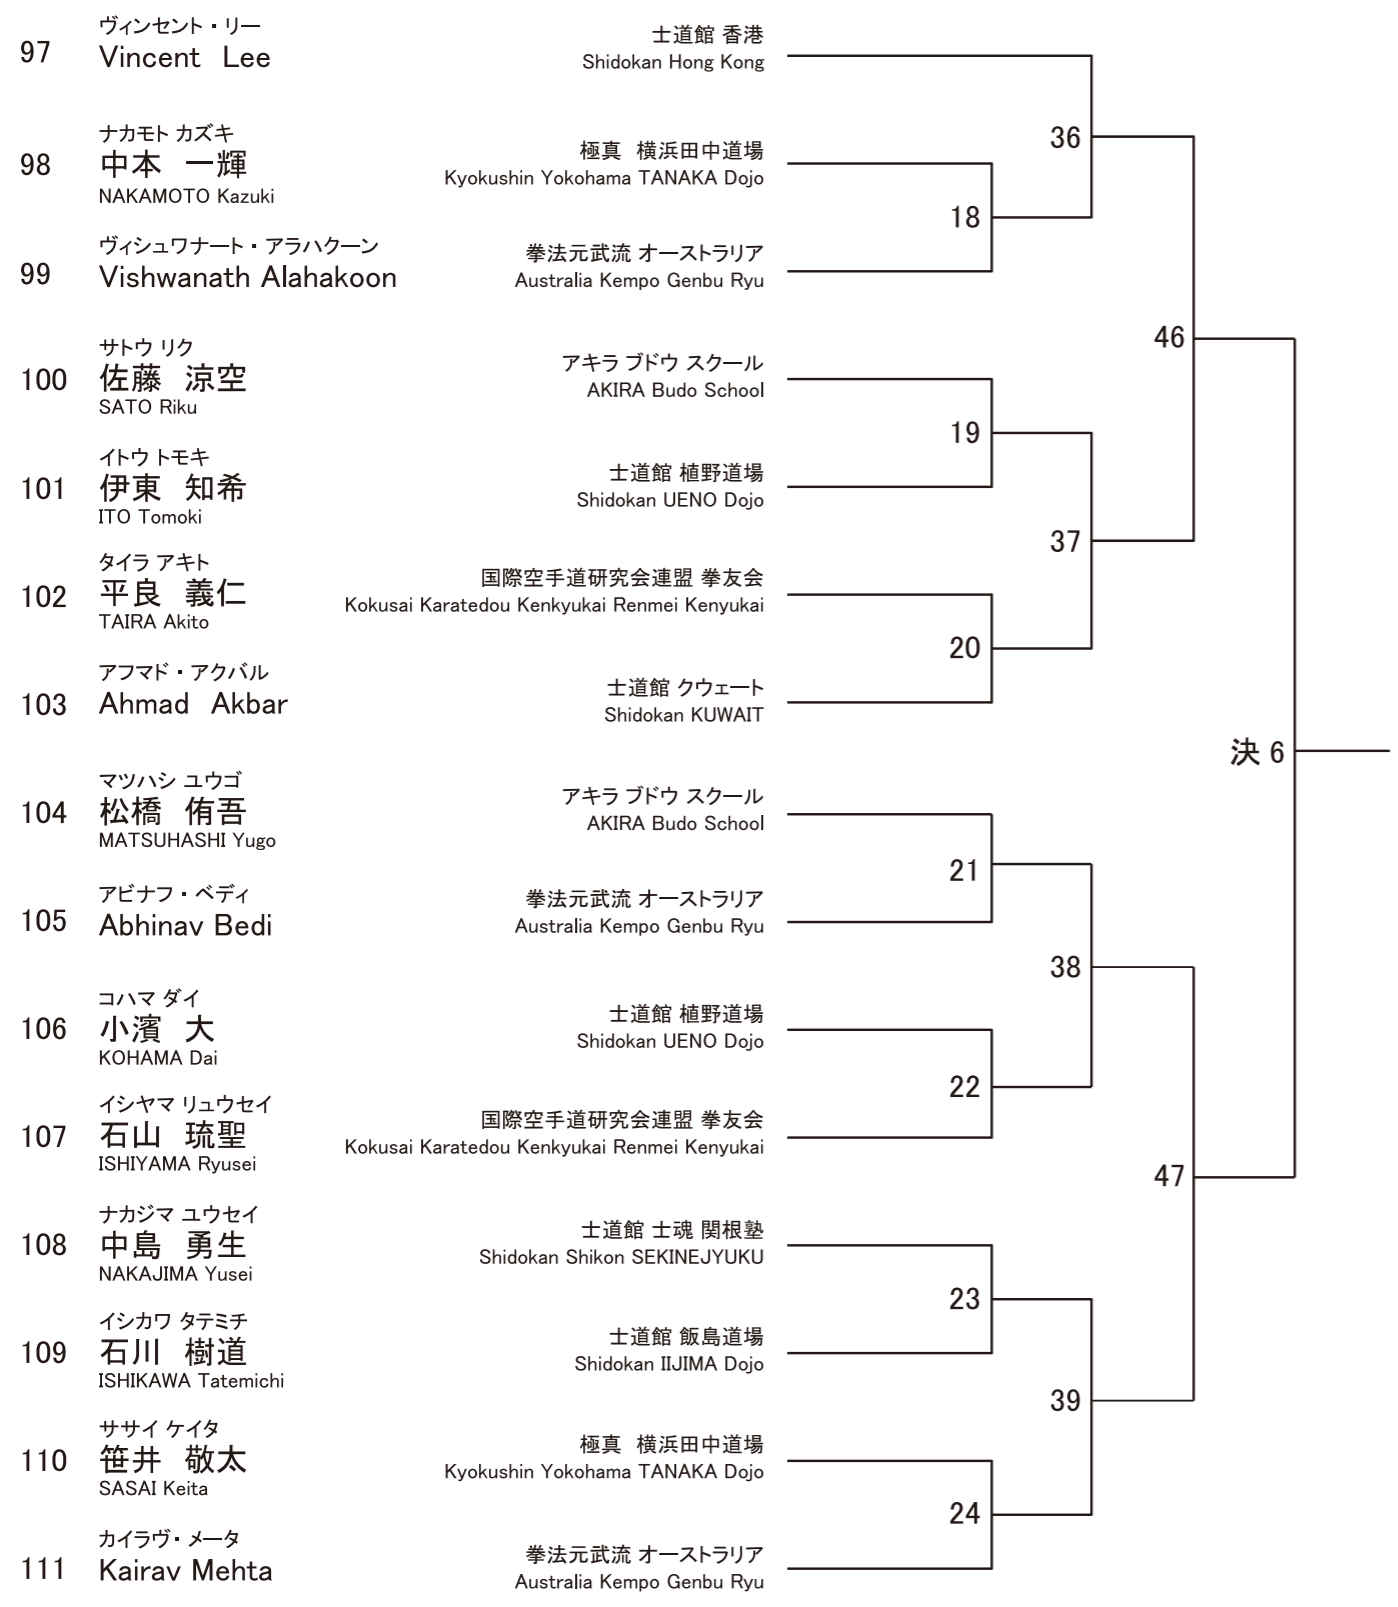 ヴィンセント・リー
97 Vincent Lee
士道館 香港
Shidokan Hong Kong
36
ナカモト カズキ
98 中本 一輝
NAKAMOTO Kazuki
極真 横浜田中道場
Kyokushin Yokohama TANAKA Dojo
18
ヴィシュワナート・アラハクーン
99 Vishwanath Alahakoon
拳法元武流 オーストラリア
Australia Kempo Genbu Ryu
46
サトウ リク
100 佐藤 涼空
SATO Riku
アキラ ブドウ スクール
AKIRA Budo School
19
イトウ トモキ
101 伊東 知希
ITO Tomoki
士道館 植野道場
Shidokan UENO Dojo
37
タイラ アキト
102 平良 義仁
TAIRA Akito
国際空手道研究会連盟 拳友会
Kokusai Karatedou Kenkyukai Renmei Kenyukai
20
アフマド・アクバル
103 Ahmad Akbar
士道館 クウェート
Shidokan KUWAIT
決 6
マツハシ ユウゴ
104 松橋 侑吾
MATSUHASHI Yugo
アキラ ブドウ スクール
AKIRA Budo School
21
アビナフ・ベディ
105 Abhinav Bedi
拳法元武流 オーストラリア
Australia Kempo Genbu Ryu
38
コハマ ダイ
106 小濱 大
KOHAMA Dai
士道館 植野道場
Shidokan UENO Dojo
22
イシヤマ リュウセイ
107 石山 琉聖
ISHIYAMA Ryusei
国際空手道研究会連盟 拳友会
Kokusai Karatedou Kenkyukai Renmei Kenyukai
47
ナカジマ ユウセイ
108 中島 勇生
NAKAJIMA Yusei
士道館 士魂 関根塾
Shidokan Shikon SEKINEJYUKU
23
イシカワ タテミチ
109 石川 樹道
ISHIKAWA Tatemichi
士道館 飯島道場
Shidokan IIJIMA Dojo
39
ササイ ケイタ
110 笹井 敬太
SASAI Keita
極真 横浜田中道場
Kyokushin Yokohama TANAKA Dojo
24
カイラヴ・メータ
111 Kairav Mehta
拳法元武流 オーストラリア
Australia Kempo Genbu Ryu